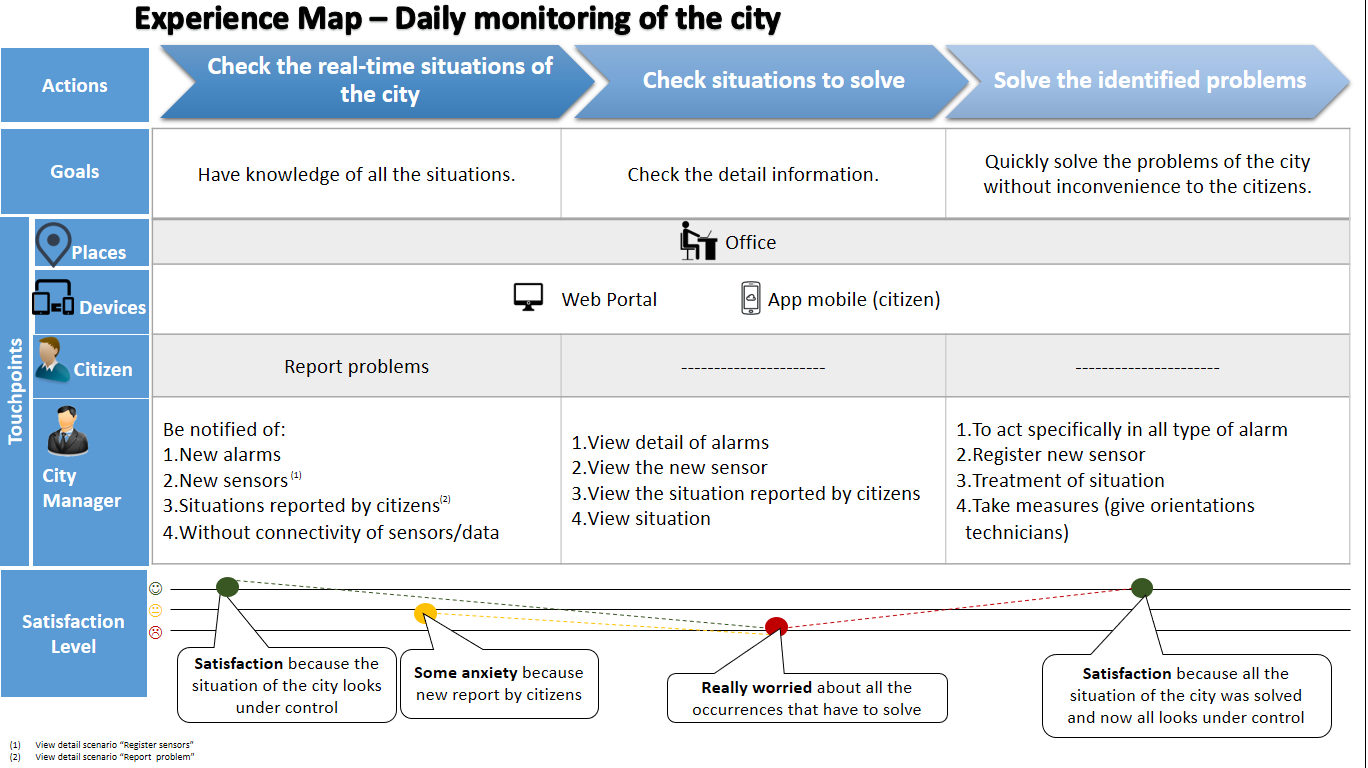 Experience Map – Daily monitoring of the city
Actions
Check the real-time situations of
the city
Check situations to solve
Solve the identified problems
Goals
Have knowledge of all the situations.
Check the detail information.
Quickly solve the problems of the city
without inconvenience to the citizens.
Touchpoints
Places
Office
Devices
Web Portal
App mobile (citizen)
Citizen
Report problems
----------------------
----------------------
City
Manager
Be notified of:
1.New alarms
2.New sensors (1)
3.Situations reported by citizens(2)
4.Without connectivity of sensors/data
1.View detail of alarms
2.View the new sensor
3.View the situation reported by citizens
4.View situation
1.To act specifically in all type of alarm
2.Register new sensor
3.Treatment of situation
4.Take measures (give orientations
technicians)
Satisfaction
Level
Satisfaction because the
situation of the city looks
under control
Some anxiety because
new report by citizens
Really worried about all the
occurrences that have to solve
Satisfaction because all the
situation of the city was solved
and now all looks under control
(1) View detail scenario “Register sensors”
(2) View detail scenario “Report problem”